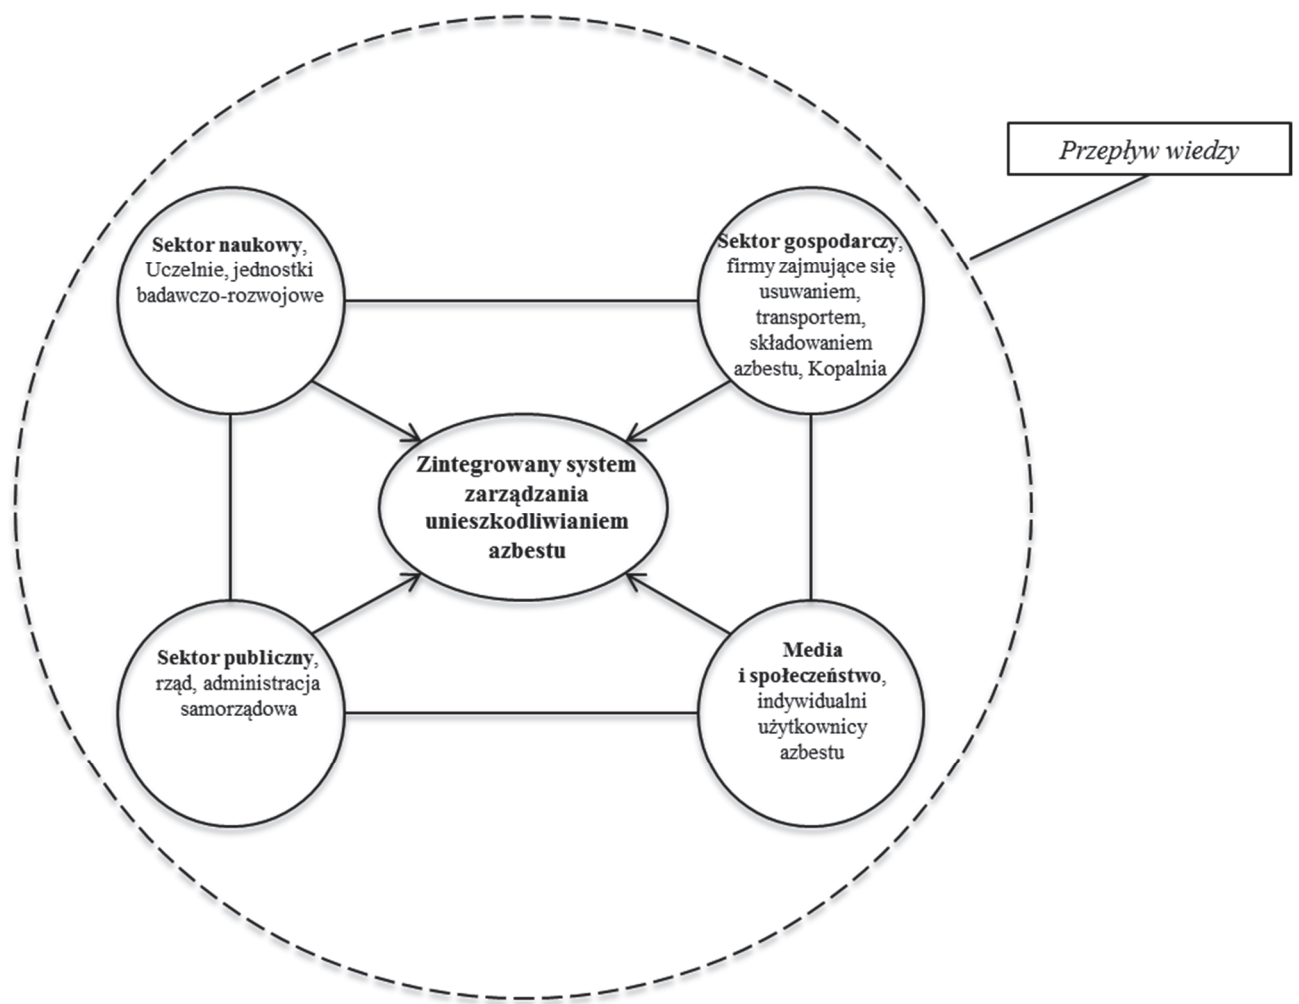 Przepływ wiedzy
Sektor naukowy,
Uczelnie, jednostki
badawczo-rozwojowe
Sektor gospodarczy,
firmy zajmujące się
usuwaniem,
transportem,
składowaniem
azbestu, Kopalnia
Zintegrowany system
zarządzania
unieszkodliwianiem
azbestu
Sektor publiczny,
rząd, administracja
samorządowa
Media
i społeczeństwo,
indywidualni
użytkownicy
azbestu